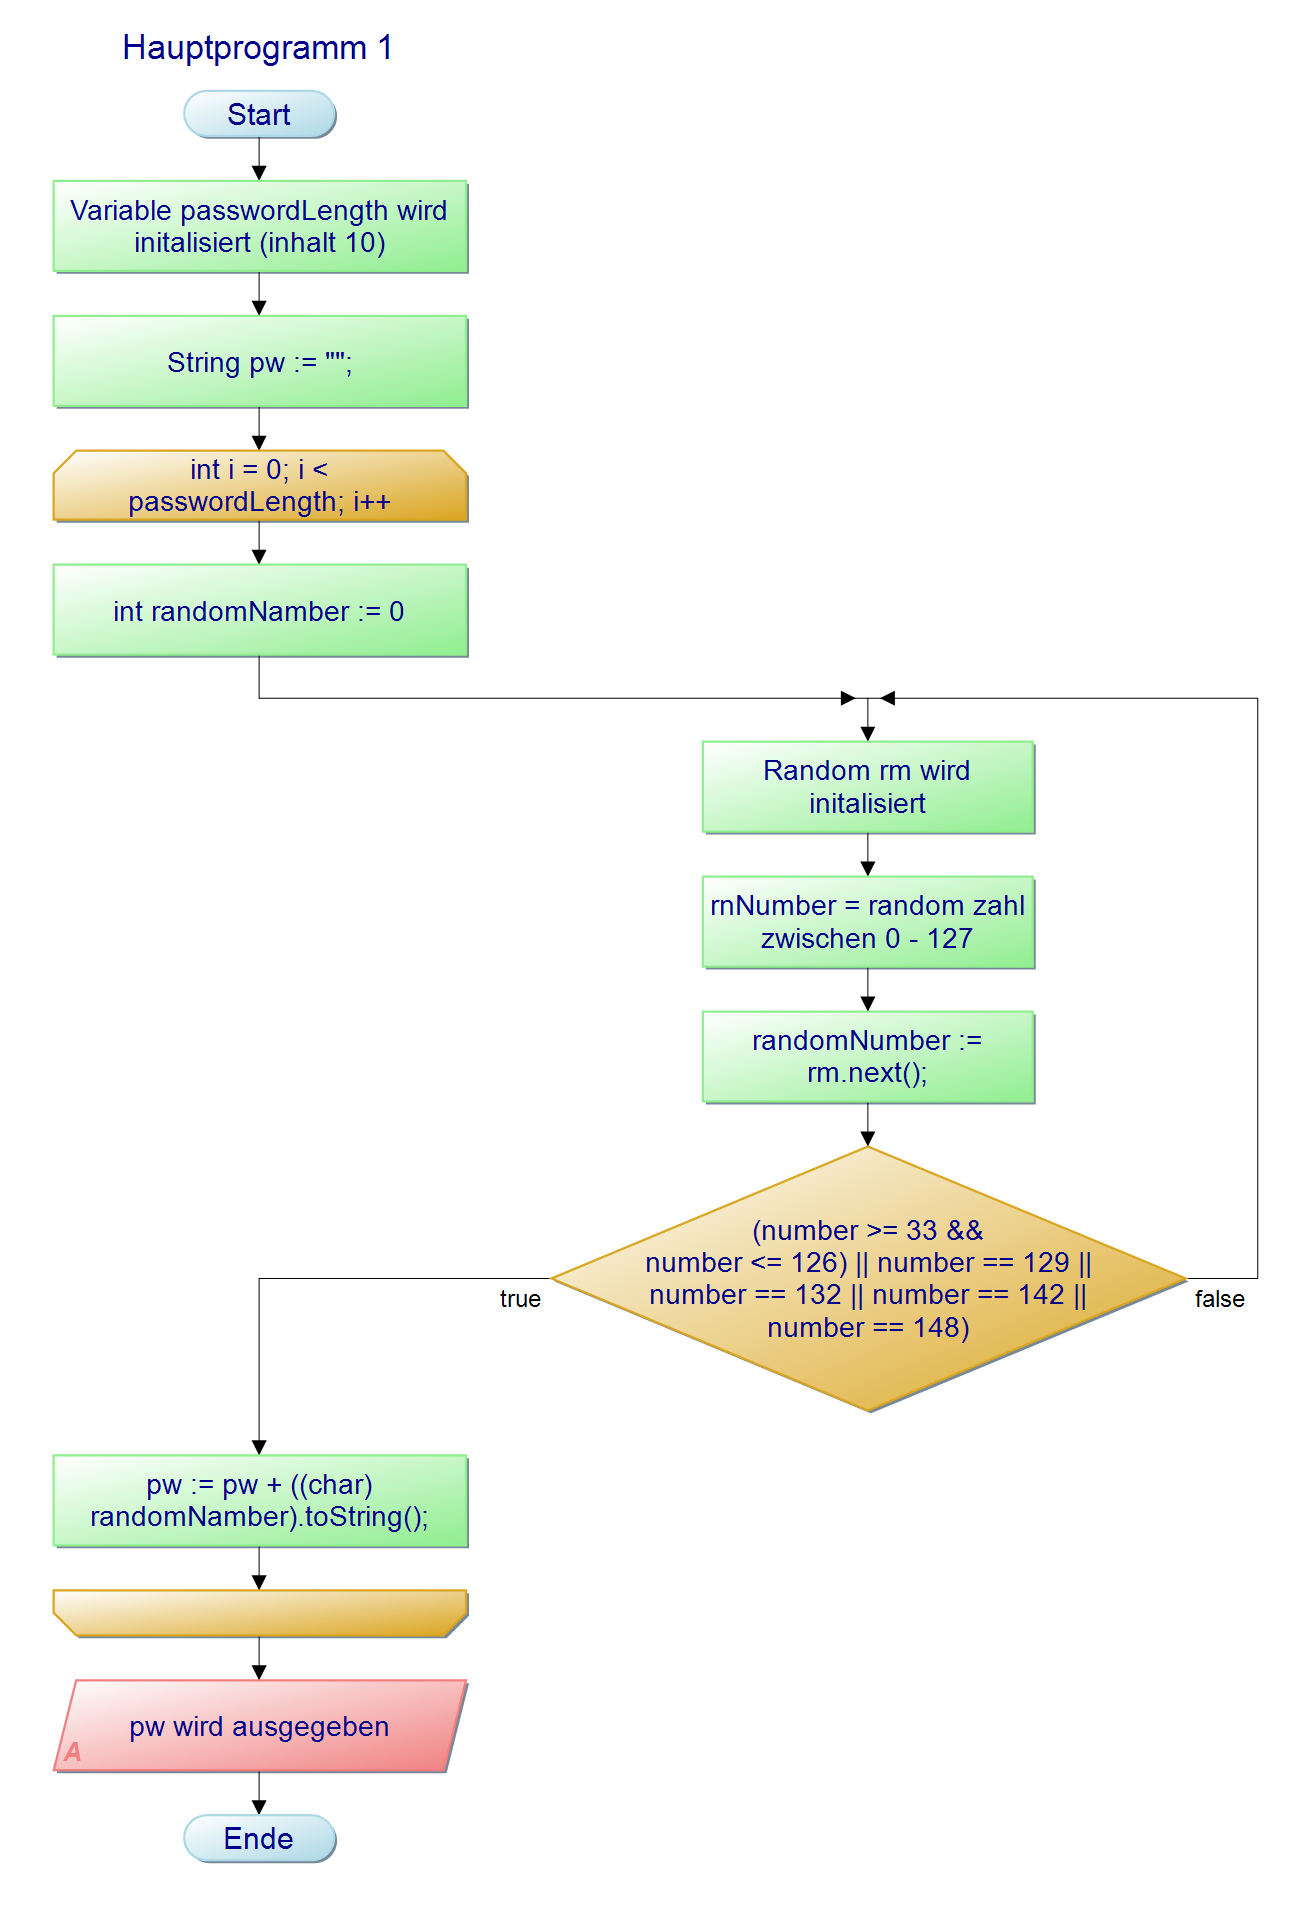 Hauptprogramm 1
Start
Variable passwordLength wird
initalisiert (inhalt 10)
String pw := "";
int i = 0; i <
passwordLength; i++
int randomNamber := 0
Random rm wird
initalisiert
rnNumber = random zahl
zwischen 0 - 127
randomNumber :=
rm.next();
(number >= 33 &&
number <= 126) || number == 129 ||
number == 132 || number == 142 ||
number == 148)
true
false
pw := pw + ((char)
randomNamber).toString();
pw wird ausgegeben
A
Ende